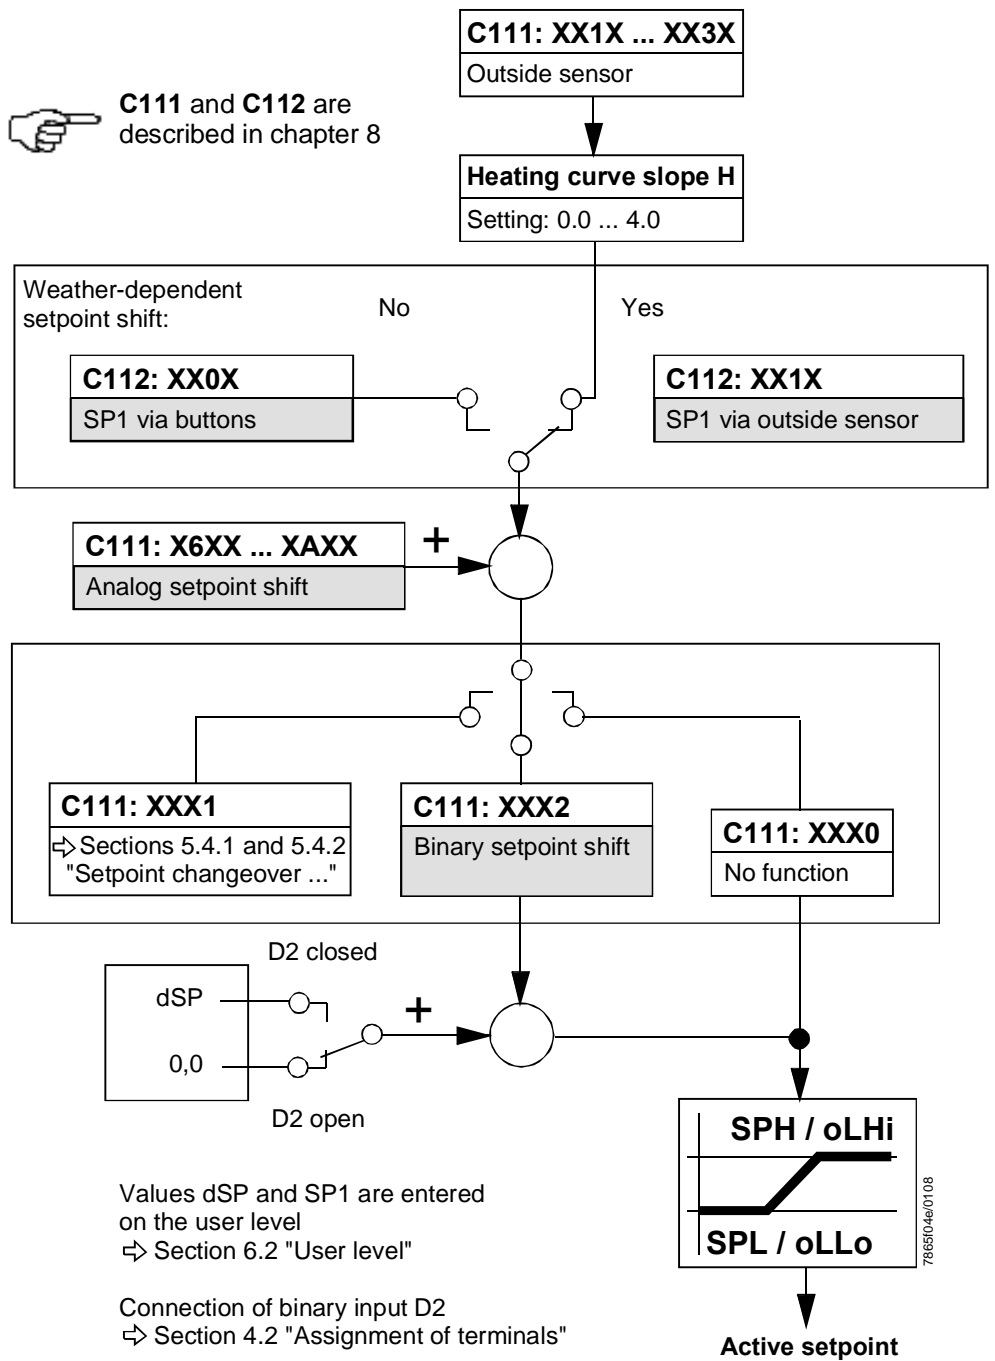 C111: XX1X ... XX3X
Outside sensor
C111 and C112 are
described in chapter 8
Heating curve slope H
Setting: 0.0 ... 4.0
Weather-dependent
setpoint shift:
No
Yes
C112: XX0X
SP1 via buttons
C112: XX1X
SP1 via outside sensor
C111: X6XX ... XAXX
Analog setpoint shift
+
C111: XXX1
⇨ Sections 5.4.1 and 5.4.2
"Setpoint changeover ..."
C111: XXX2
Binary setpoint shift
C111: XXX0
No function
D2 closed
dSP
+
0,0
D2 open
SPH / oLHi
SPL / oLLo
7865f04e/0108
Values dSP and SP1 are entered
on the user level
⇨ Section 6.2 "User level"
Connection of binary input D2
⇨ Section 4.2 "Assignment of terminals"
Active setpoint